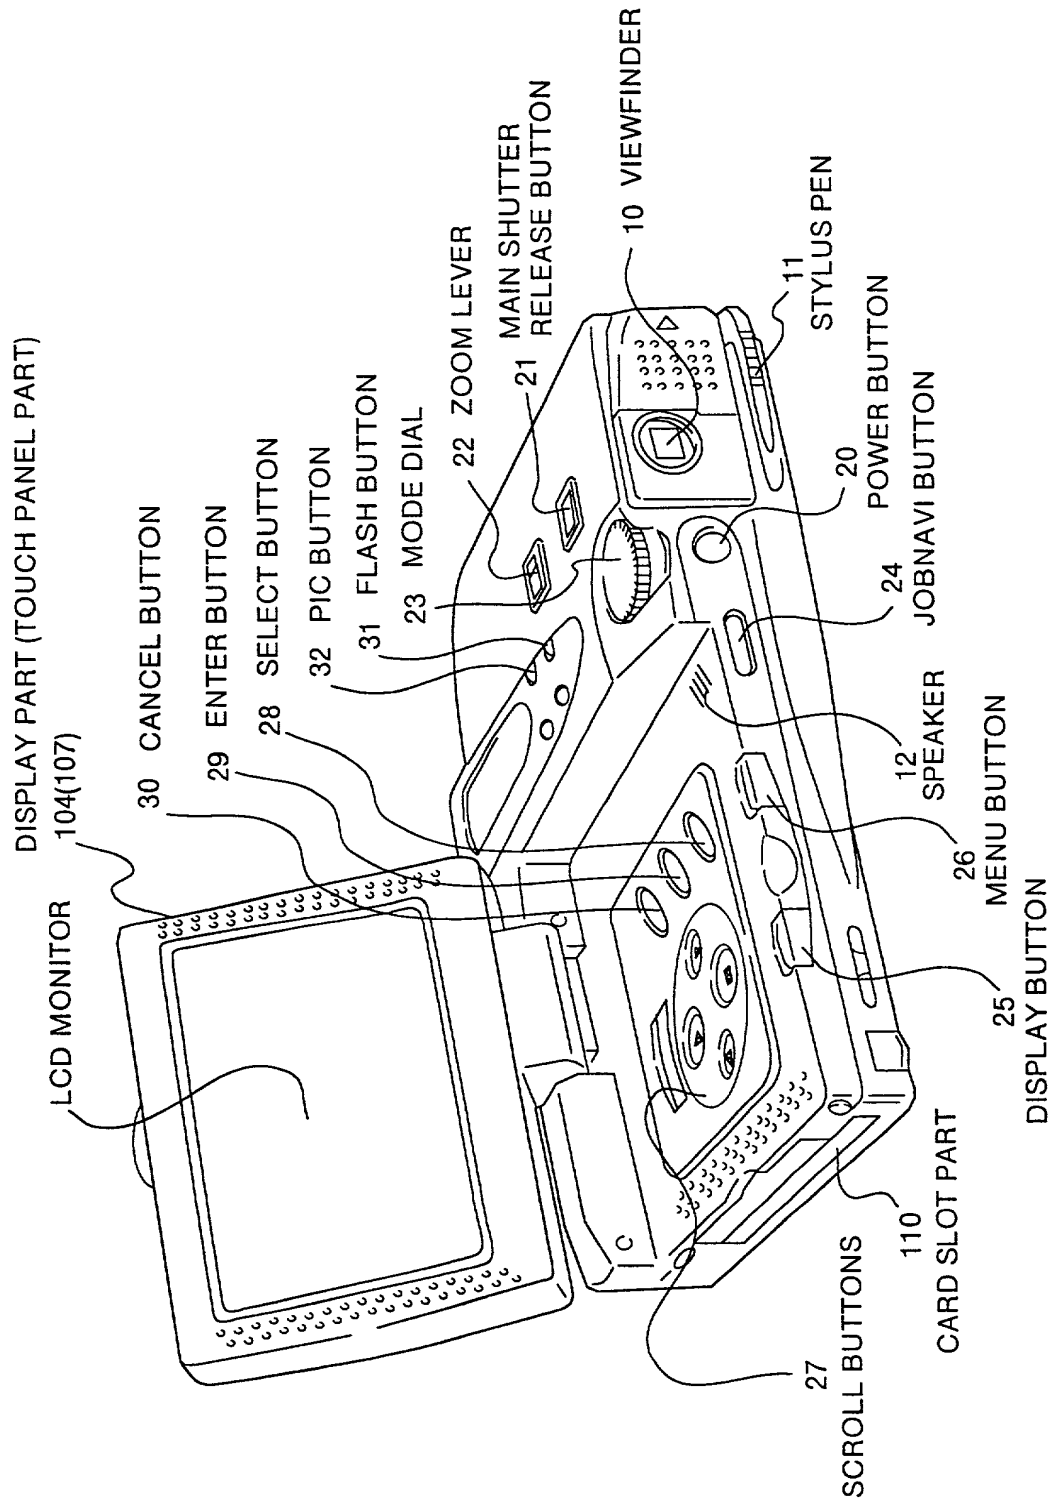 DISPLAY PART (TOUCH PANEL PART)
104(107)
LCD MONITOR
30 CANCEL BUTTON
29 ENTER BUTTON
28 SELECT BUTTON
32 PIC BUTTON
31 FLASH BUTTON
23 MODE DIAL
22 ZOOM LEVER
21 MAIN SHUTTER
RELEASE BUTTON
10 VIEWFINDER
11
STYLUS PEN
20
POWER BUTTON
24
JOBNAVI BUTTON
12
SPEAKER
26
MENU BUTTON
25
DISPLAY BUTTON
110
CARD SLOT PART
27
SCROLL BUTTONS